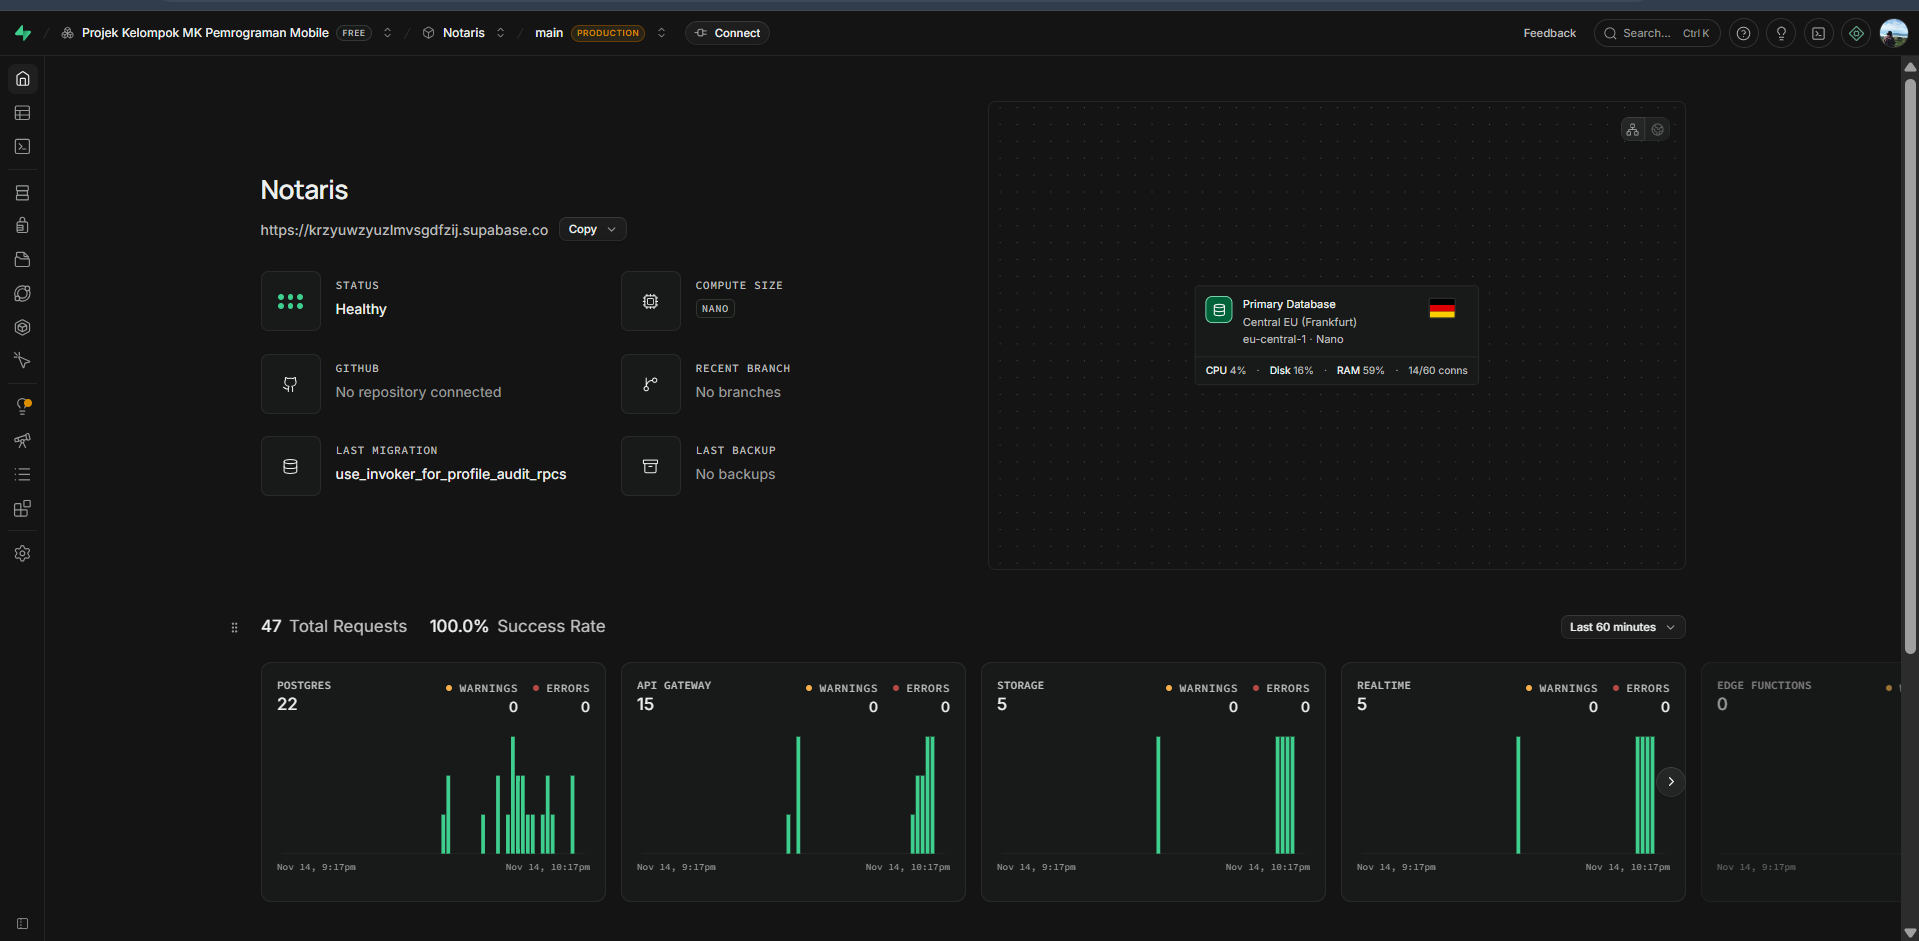 Projek Kelompok MK Pemrograman Mobile FREE Notaris main PRODUCTION Connect Feedback Search... Ctrl K
Notaris
https://krzyuwzyuzlmvsgdfzij.supabase.co Copy
STATUS
Healthy
COMPUTE SIZE
NANO
GITHUB
No repository connected
RECENT BRANCH
No branches
LAST MIGRATION
use_invoker_for_profile_audit_rpcs
LAST BACKUP
No backups
Primary Database
Central EU (Frankfurt)
eu-central-1 · Nano
CPU 4% · Disk 16% · RAM 59% · 14/60 conns
47 Total Requests 100.0% Success Rate Last 60 minutes
POSTGRES
22
WARNINGS
0
ERRORS
0
Nov 14, 9:17pm Nov 14, 10:17pm
API GATEWAY
15
WARNINGS
0
ERRORS
0
Nov 14, 9:17pm Nov 14, 10:17pm
STORAGE
5
WARNINGS
0
ERRORS
0
Nov 14, 9:17pm Nov 14, 10:17pm
REALTIME
5
WARNINGS
0
ERRORS
0
Nov 14, 9:17pm Nov 14, 10:17pm
EDGE FUNCTIONS
0
Nov 14, 9:17pm